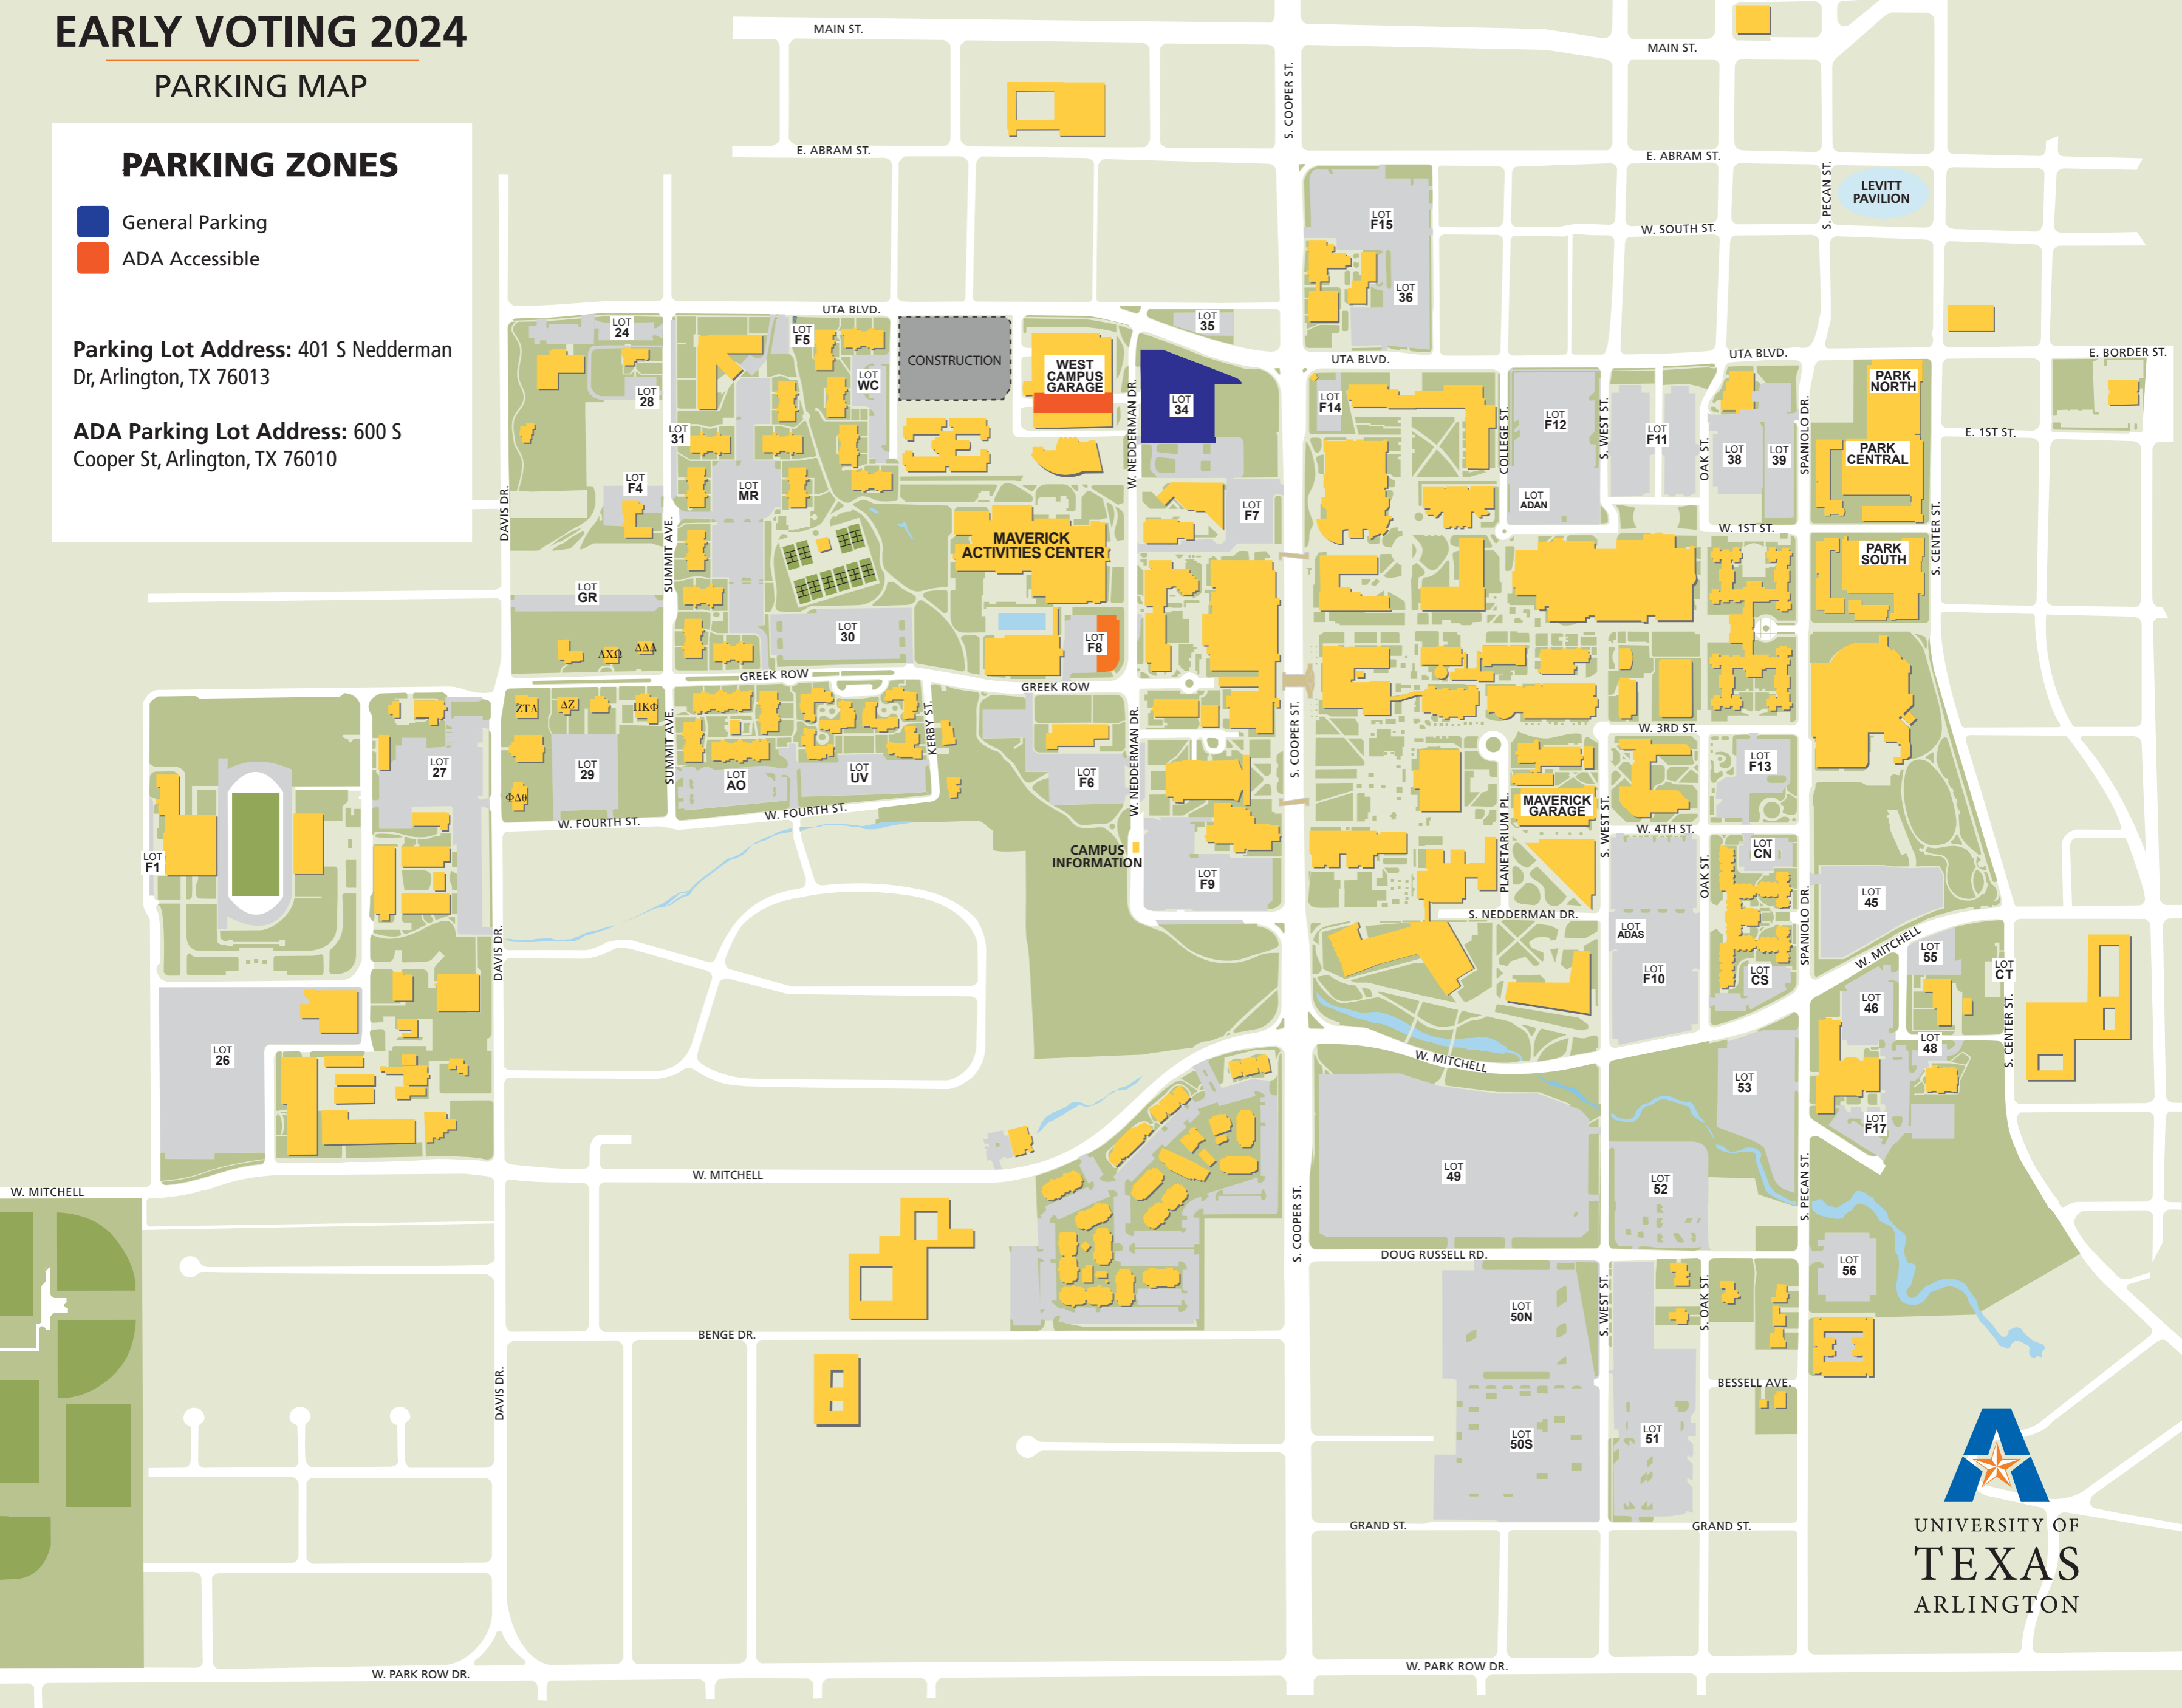 EARLY VOTING 2024
PARKING MAP
PARKING ZONES
General Parking
ADA Accessible
Parking Lot Address: 401 S Nedderman
Dr, Arlington, TX 76013
ADA Parking Lot Address: 600 S
Cooper St, Arlington, TX 76010
MAIN ST.
MAIN ST.
S. COOPER ST.
E. ABRAM ST.
E. ABRAM ST.
S. PECAN ST.
LEVITT
PAVILION
LOT
F15
W. SOUTH ST.
LOT
36
UTA BLVD.
LOT
24
LOT
F5
LOT
35
CONSTRUCTION
WEST
CAMPUS
GARAGE
UTA BLVD.
UTA BLVD.
E. BORDER ST.
LOT
WC
LOT
28
LOT
34
W. NEDDERMAN DR.
LOT
F14
LOT
F12
COLLEGE ST.
S. WEST ST.
LOT
F11
OAK ST.
LOT
38
LOT
39
SPANIOLO DR.
PARK
NORTH
PARK
CENTRAL
E. 1ST ST.
LOT
31
LOT
F4
LOT
MR
LOT
F7
LOT
ADAN
DAVIS DR.
SUMMIT AVE.
MAVERICK
ACTIVITIES CENTER
W. 1ST ST.
PARK
SOUTH
S. CENTER ST.
LOT
GR
LOT
30
LOT
F8
ΑΧΩ
ΔΔΔ
GREEK ROW
GREEK ROW
ΖΤΑ
ΔΖ
ΠΚΦ
SUMMIT AVE.
KERBY ST.
W. NEDDERMAN DR.
S. COOPER ST.
W. 3RD ST.
LOT
27
LOT
29
ΦΔθ
LOT
AO
LOT
UV
LOT
F6
LOT
F13
MAVERICK
GARAGE
PLANETARIUM PL.
S. WEST ST.
W. FOURTH ST.
W. FOURTH ST.
W. 4TH ST.
LOT
F1
CAMPUS
INFORMATION
LOT
F9
LOT
CN
OAK ST.
LOT
45
SPANIOLO DR.
S. NEDDERMAN DR.
LOT
ADAS
DAVIS DR.
W. MITCHELL
LOT
55
LOT
F10
LOT
CS
LOT
CT
LOT
46
LOT
26
W. MITCHELL
LOT
48
S. CENTER ST.
LOT
53
LOT
F17
W. MITCHELL
W. MITCHELL
LOT
49
LOT
52
S. PECAN ST.
S. COOPER ST.
DOUG RUSSELL RD.
LOT
56
LOT
50N
S. WEST ST.
S. OAK ST.
BENGE DR.
DAVIS DR.
BESSELL AVE.
LOT
50S
LOT
51
GRAND ST.
GRAND ST.
UNIVERSITY OF
TEXAS
ARLINGTON
W. PARK ROW DR.
W. PARK ROW DR.